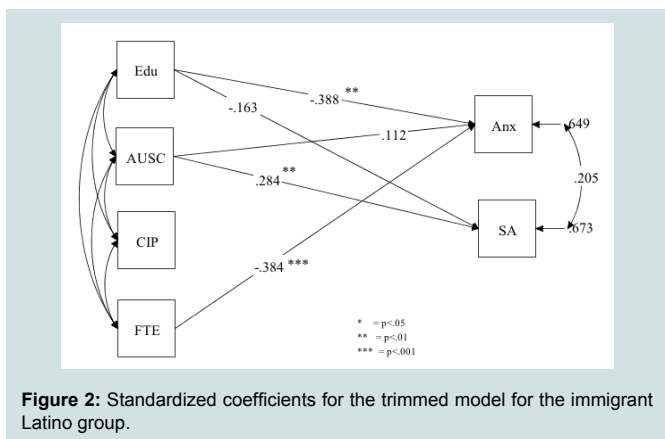 Edu
-.388 **
-.163
Anx
.649
AUSC
.112
.205
.284 **
CIP
SA
.673
-.384 ***
FTE
* = p<.05
** = p<.01
*** = p<.001
Figure 2: Standardized coefficients for the trimmed model for the immigrant
Latino group.